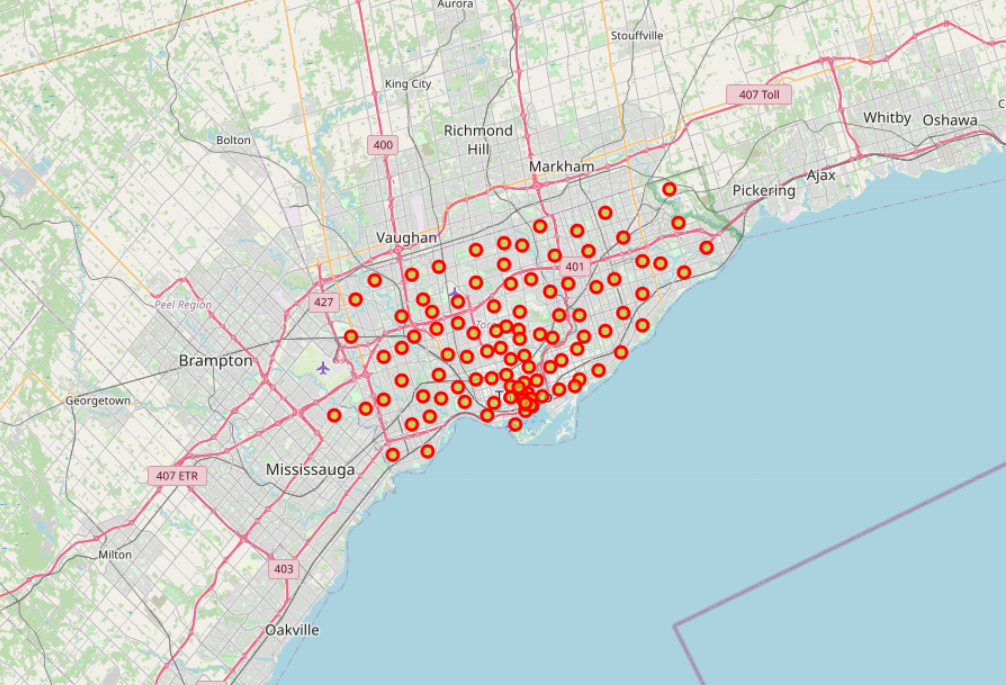 Aurora
Stouffville
King City
407 Toll
Whitby
Oshawa
Richmond
Hill
Bolton
400
Markham
Ajax
Pickering
Vaughan
401
427
Peel Region
Brampton
Georgetown
Mississauga
407 ETR
Milton
403
Oakville